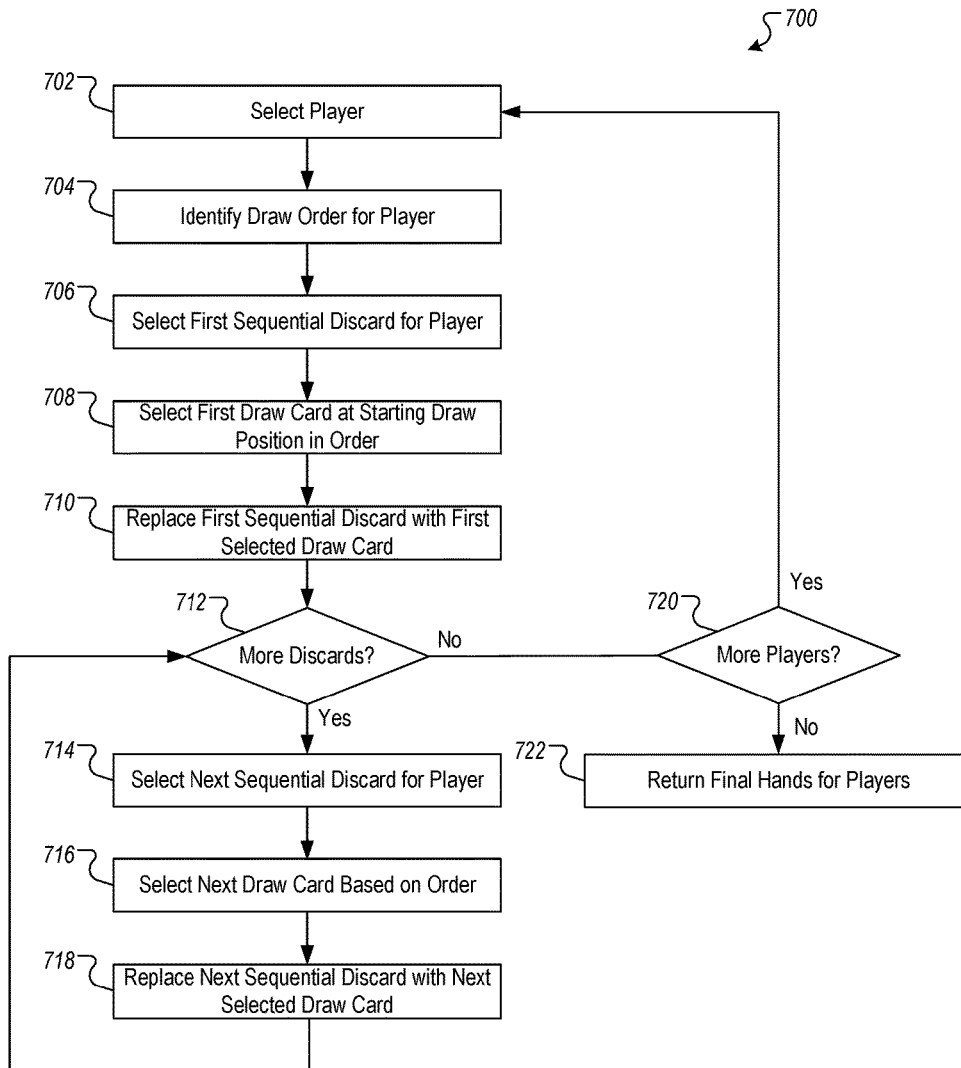 700
702
Select Player
704
Identify Draw Order for Player
706
Select First Sequential Discard for Player
708
Select First Draw Card at Starting Draw
Position in Order
710
Replace First Sequential Discard with First
Selected Draw Card
712
More Discards?
No
720
More Players?
Yes
Yes
No
714
Select Next Sequential Discard for Player
722
Return Final Hands for Players
716
Select Next Draw Card Based on Order
718
Replace Next Sequential Discard with Next
Selected Draw Card